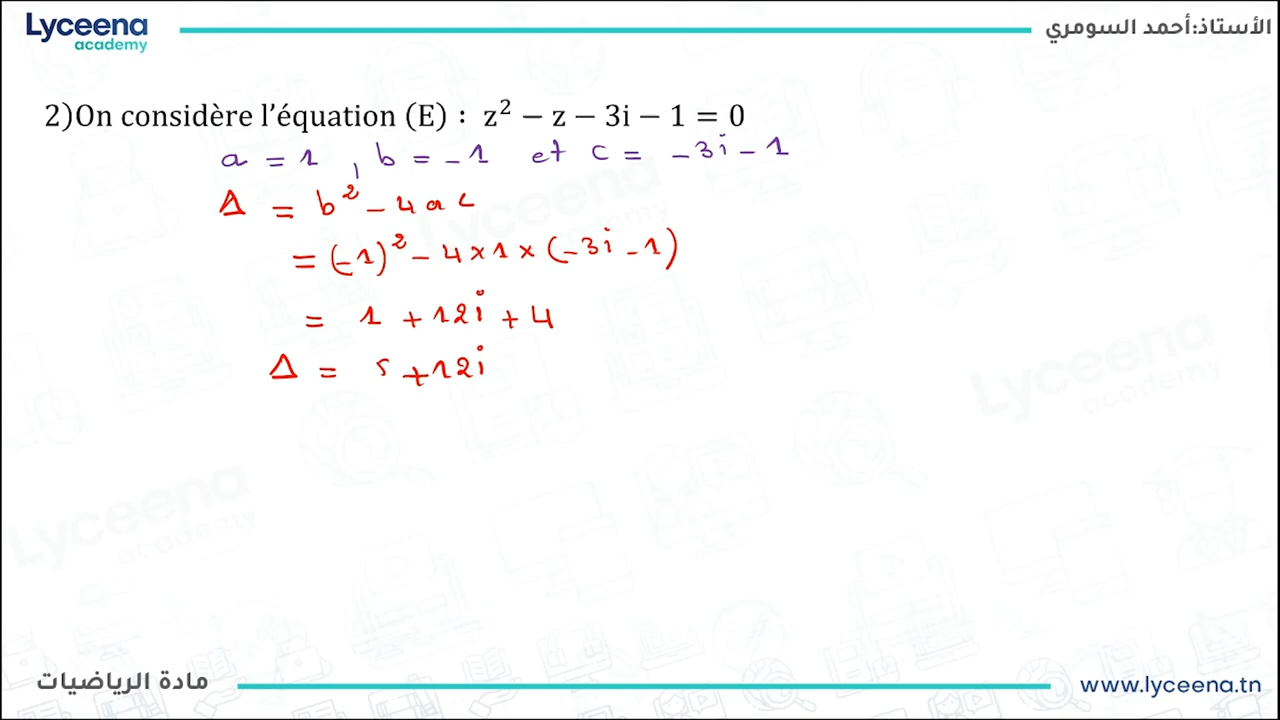 Lyceena
academy
الأستاذ:أحمد السومري
2)On considère l'équation (E) : z² − z − 3i − 1 = 0
a = 1 , b = -1 et c = -3i - 1
Δ = b² - 4ac
= (-1)² - 4×1×(-3i -1)
= 1 + 12i + 4
Δ = 5 + 12i
مادة الرياضيات
www.lyceena.tn